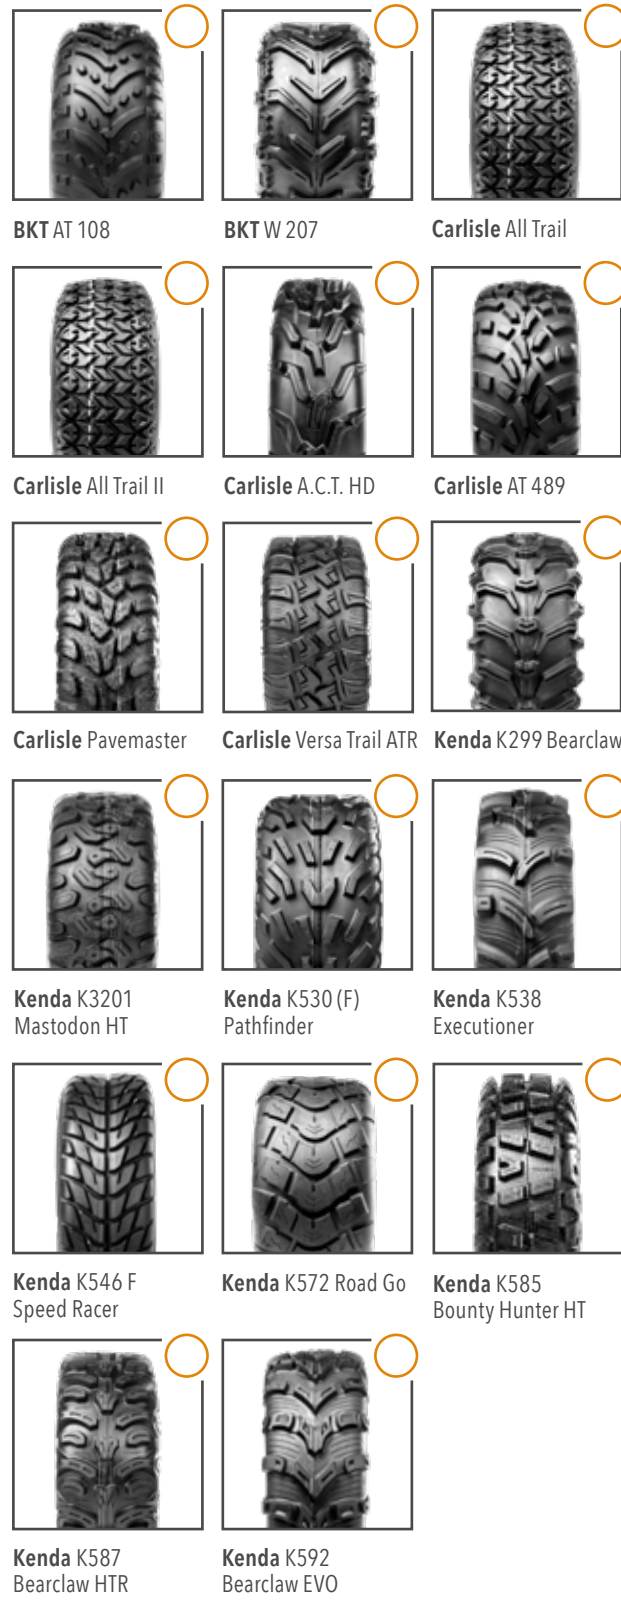 BKT AT 108
BKT W 207
Carlisle All Trail
Carlisle All Trail II
Carlisle A.C.T. HD
Carlisle AT 489
Carlisle Pavemaster
Carlisle Versa Trail ATR
Kenda K299 Bearclaw
Kenda K3201
Mastodon HT
Kenda K530 (F)
Pathfinder
Kenda K538
Executioner
Kenda K546 F
Speed Racer
Kenda K572 Road Go
Kenda K585
Bounty Hunter HT
Kenda K587
Bearclaw HTR
Kenda K592
Bearclaw EVO